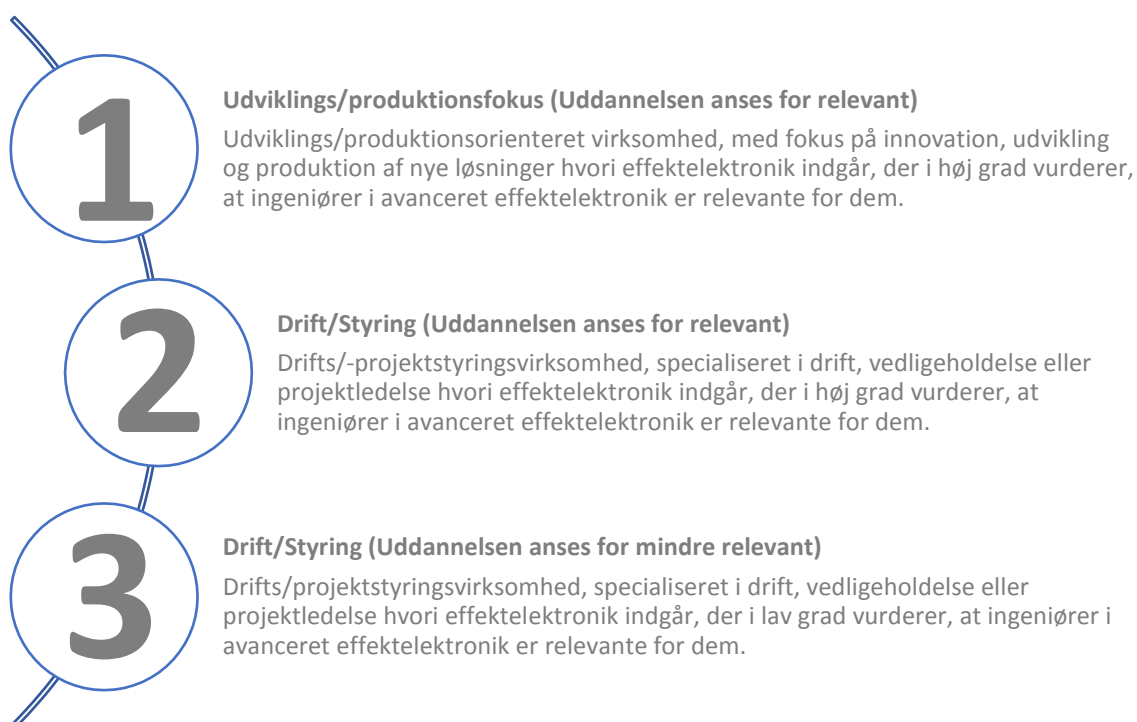 1
Udviklings/produktionsfokus (Uddannelsen anses for relevant)
Udviklings/produktionsorienteret virksomhed, med fokus på innovation, udvikling
og produktion af nye løsninger hvori effektelektronik indgår, der i høj grad vurderer,
at ingeniører i avanceret effektelektronik er relevante for dem.
2
Drift/Styring (Uddannelsen anses for relevant)
Drifts/-projektstyringsvirksomhed, specialiseret i drift, vedligeholdelse eller
projektledelse hvori effektelektronik indgår, der i høj grad vurderer, at
ingeniører i avanceret effektelektronik er relevante for dem.
3
Drift/Styring (Uddannelsen anses for mindre relevant)
Drifts/projektstyringsvirksomhed, specialiseret i drift, vedligeholdelse eller
projektledelse hvori effektelektronik indgår, der i lav grad vurderer, at ingeniører i
avanceret effektelektronik er relevante for dem.